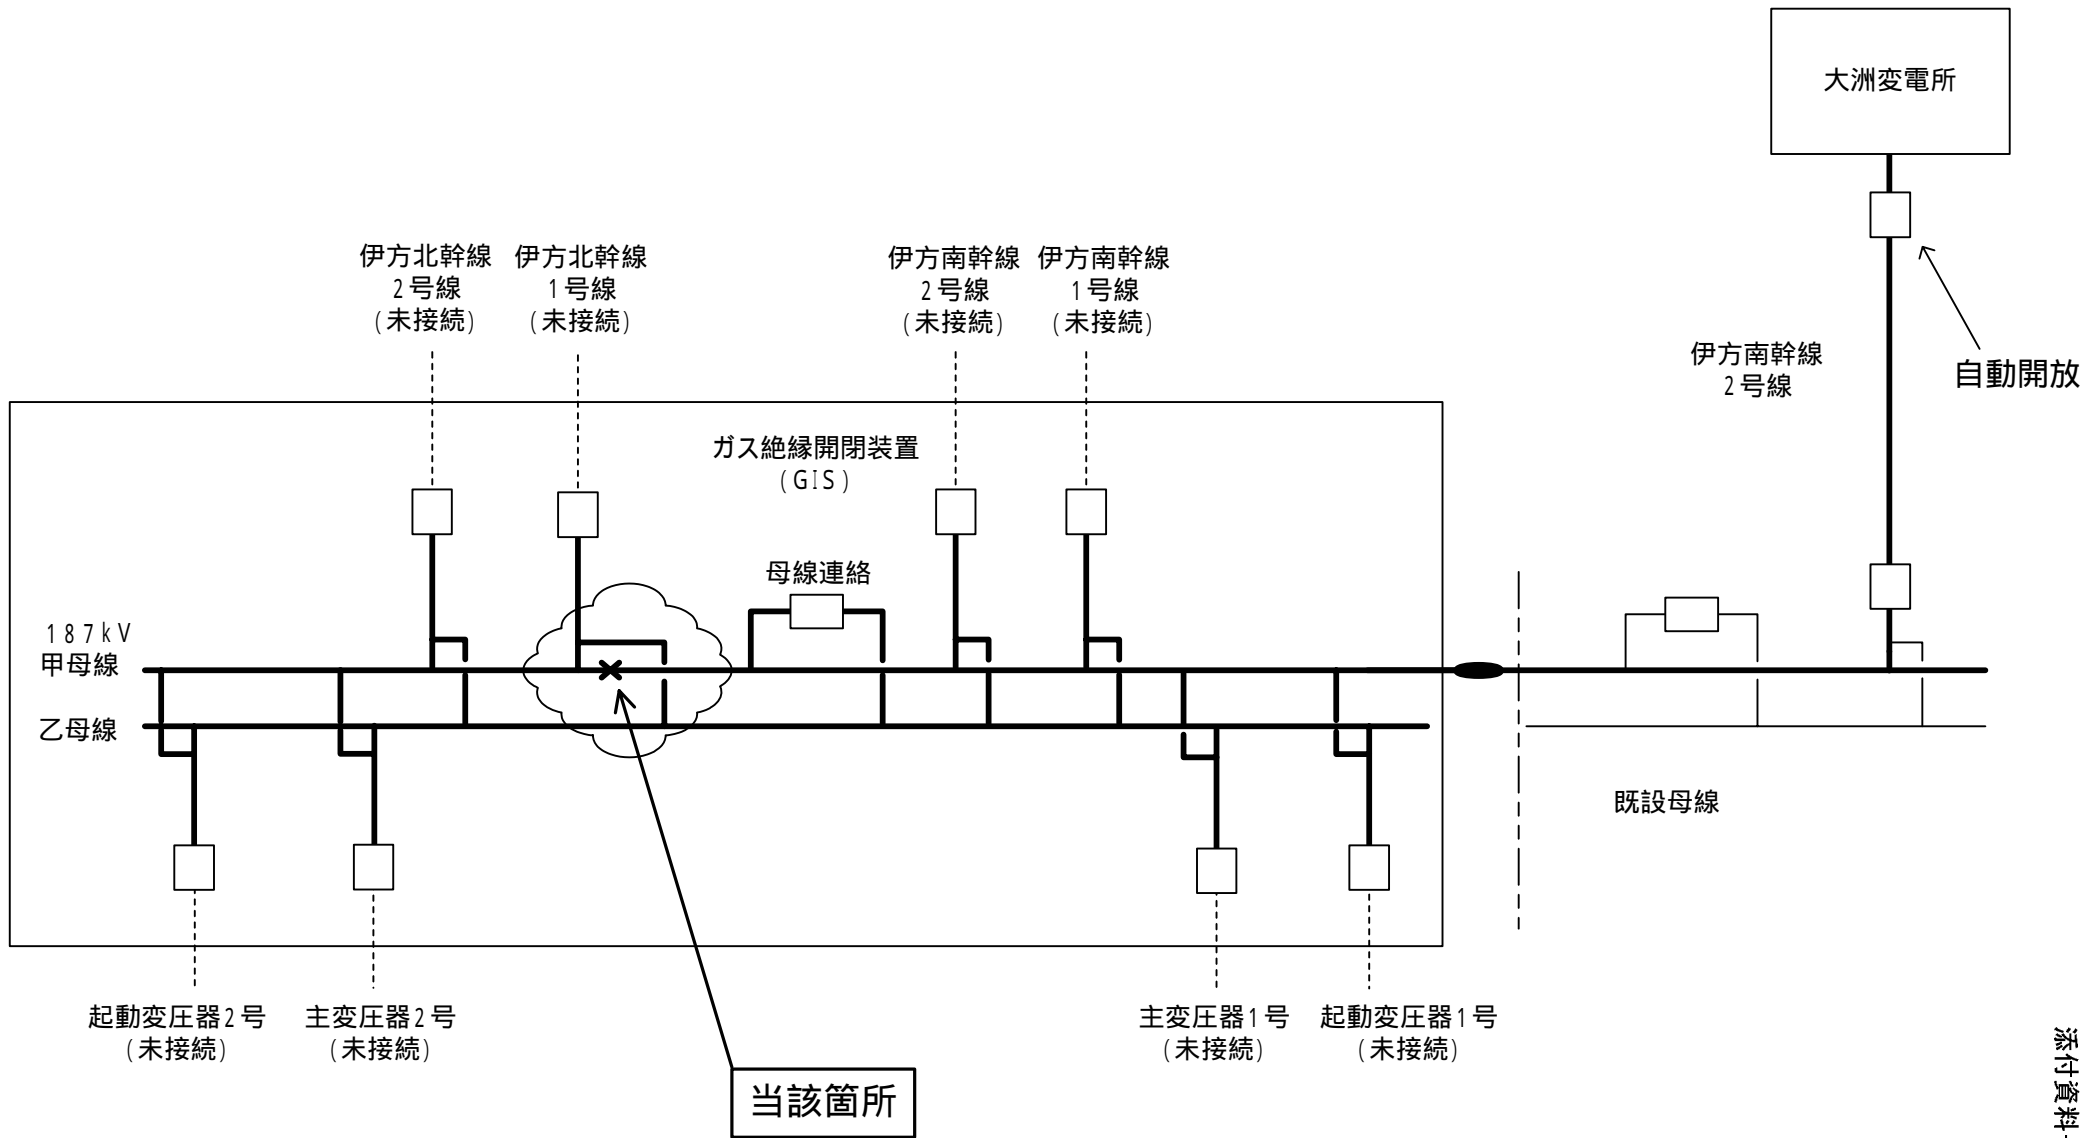 大洲変電所
伊方北幹線
2号線
(未接続)
伊方北幹線
1号線
(未接続)
伊方南幹線
2号線
(未接続)
伊方南幹線
1号線
(未接続)
伊方南幹線
2号線
自動開放
ガス絶縁開閉装置
(GIS)
母線連絡
187kV
甲母線
乙母線
既設母線
起動変圧器2号
(未接続)
主変圧器2号
(未接続)
主変圧器1号
(未接続)
起動変圧器1号
(未接続)
当該箇所
添付資料-